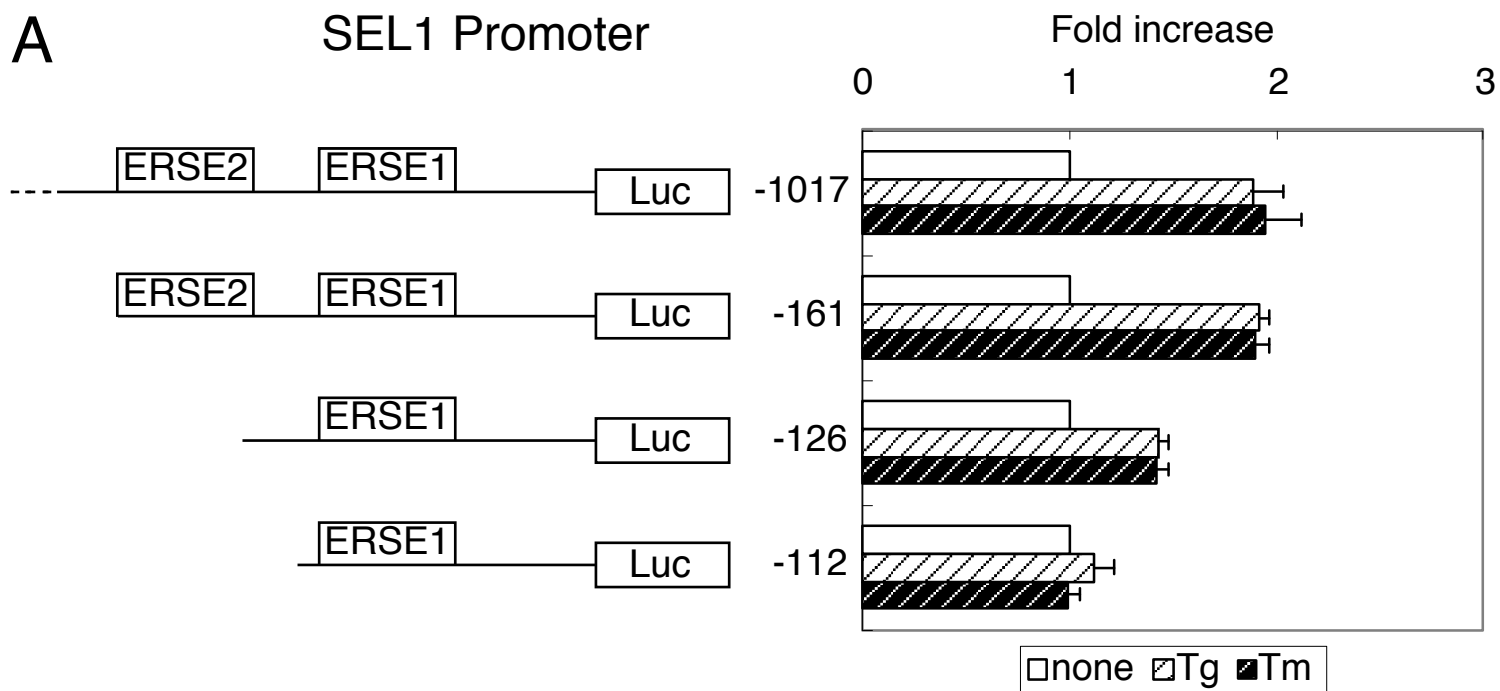 A
SEL1 Promoter
Fold increase
0 1 2 3
ERSE2 ERSE1 Luc -1017
ERSE2 ERSE1 Luc -161
ERSE1 Luc -126
ERSE1 Luc -112
none Tg Tm